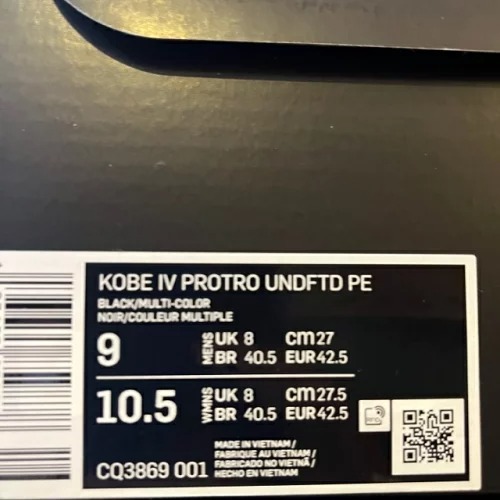 KOBE IV PROTRO UNDFTD PE
BLACK/MULTI-COLOR
NOIR/COULEUR MULTIPLE
9 MENS UK 8 CM 27
BR 40.5 EUR 42.5
10.5 WMNS UK 8 CM 27.5
BR 40.5 EUR 42.5
MADE IN VIETNAM /
FABRIQUE AU VIETNAM /
FABRICADO NO VIETNÃ /
HECHO EN VIETNAM
CQ3869 001